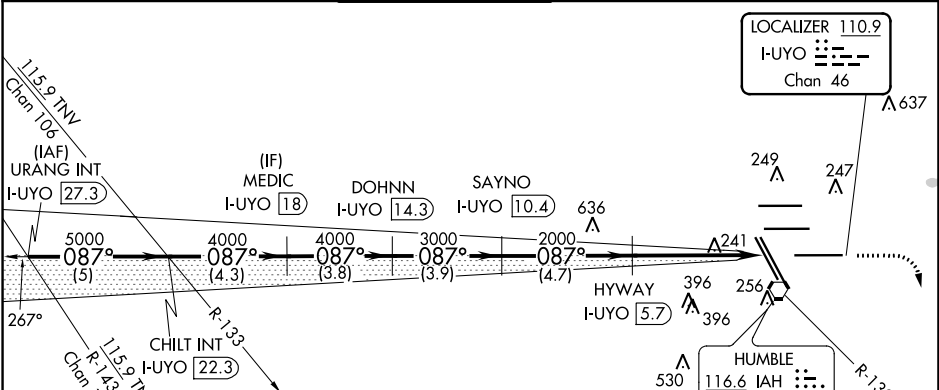 LOCALIZER 110.9
I-UYO
Chan 46
637
115.9 TNV
Chan 106
(IAF)
URANG INT
I-UYO 27.3
(IF)
MEDIC
I-UYO 18
DOHNN
I-UYO 14.3
SAYNO
I-UYO 10.4
636
249
247
241
5000
087°
(5)
4000
087°
(4.3)
4000
087°
(3.8)
3000
087°
(3.9)
2000
087°
(4.7)
267°
HYWAY
I-UYO 5.7
396
396
256
R-133
CHILT INT
I-UYO 22.3
115.9
R-143
Chan
530
HUMBLE
116.6 IAH